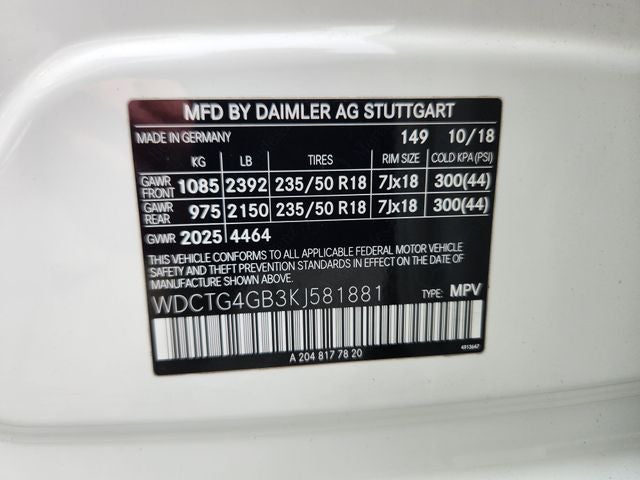 MFD BY DAIMLER AG STUTTGART
MADE IN GERMANY 149 10/18
KG LB TIRES RIM SIZE COLD KPA (PSI)
GAWR FRONT 1085 2392 235/50 R18 7Jx18 300(44)
GAWR REAR 975 2150 235/50 R18 7Jx18 300(44)
GVWR 2025 4464
THIS VEHICLE CONFORMS TO ALL APPLICABLE FEDERAL MOTOR VEHICLE
SAFETY AND THEFT PREVENTION STANDARDS IN EFFECT ON THE DATE OF
MANUFACTURE SHOWN ABOVE.
WDCTG4GB3KJ581881 TYPE: MPV
A 204 817 78 20